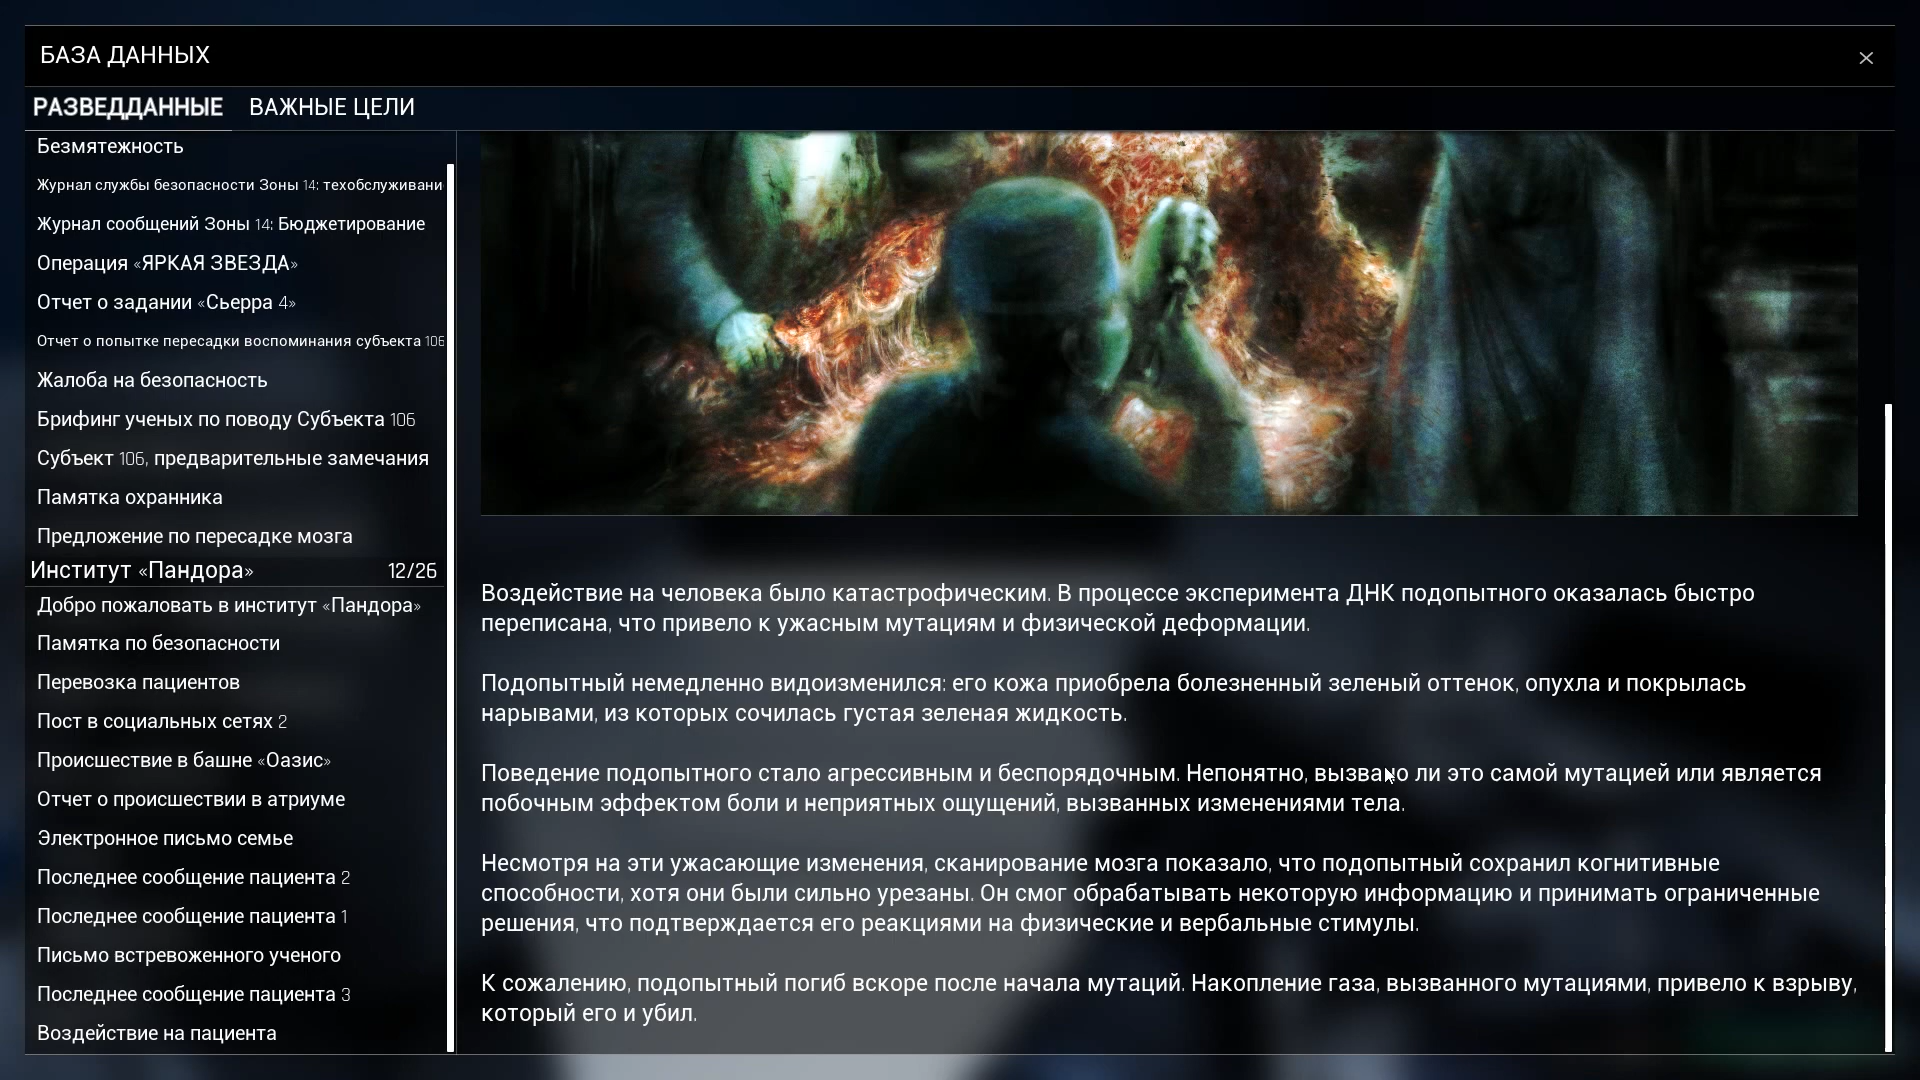 БАЗА ДАННЫХ
РАЗВЕДДАННЫЕ ВАЖНЫЕ ЦЕЛИ
Безмятежность
Журнал службы безопасности Зоны 14: техобслуживани
Журнал сообщений Зоны 14: Бюджетирование
Операция «ЯРКАЯ ЗВЕЗДА»
Отчет о задании «Сьерра 4»
Отчет о попытке пересадки воспоминания субъекта 106
Жалоба на безопасность
Брифинг ученых по поводу Субъекта 106
Субъект 106, предварительные замечания
Памятка охранника
Предложение по пересадке мозга
Институт «Пандора» 12/26
Добро пожаловать в институт «Пандора»
Памятка по безопасности
Перевозка пациентов
Пост в социальных сетях 2
Происшествие в башне «Оазис»
Отчет о происшествии в атриуме
Электронное письмо семье
Последнее сообщение пациента 2
Последнее сообщение пациента 1
Письмо встревоженного ученого
Последнее сообщение пациента 3
Воздействие на пациента
Воздействие на человека было катастрофическим. В процессе эксперимента ДНК подопытного оказалась быстро
переписана, что привело к ужасным мутациям и физической деформации.
Подопытный немедленно видоизменился: его кожа приобрела болезненный зеленый оттенок, опухла и покрылась
нарывами, из которых сочилась густая зеленая жидкость.
Поведение подопытного стало агрессивным и беспорядочным. Непонятно, вызвано ли это самой мутацией или является
побочным эффектом боли и неприятных ощущений, вызванных изменениями тела.
Несмотря на эти ужасающие изменения, сканирование мозга показало, что подопытный сохранил когнитивные
способности, хотя они были сильно урезаны. Он смог обрабатывать некоторую информацию и принимать ограниченные
решения, что подтверждается его реакциями на физические и вербальные стимулы.
К сожалению, подопытный погиб вскоре после начала мутаций. Накопление газа, вызванного мутациями, привело к взрыву,
который его и убил.